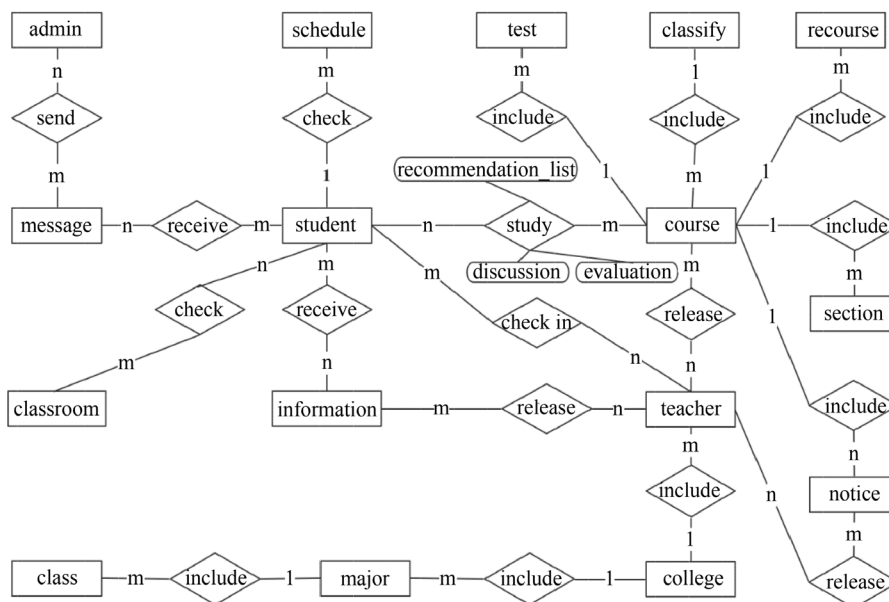 admin schedule test classify recourse
n m m 1 m
send check include include include
m 1 1 m 1
recommendation_list
message n receive m student n study m course 1 include
discussion evaluation
n m m m 1 m
check receive check in release section
m n n n
classroom information m release n teacher include
m n n
include notice
1 m
class m include 1 major m include 1 college release